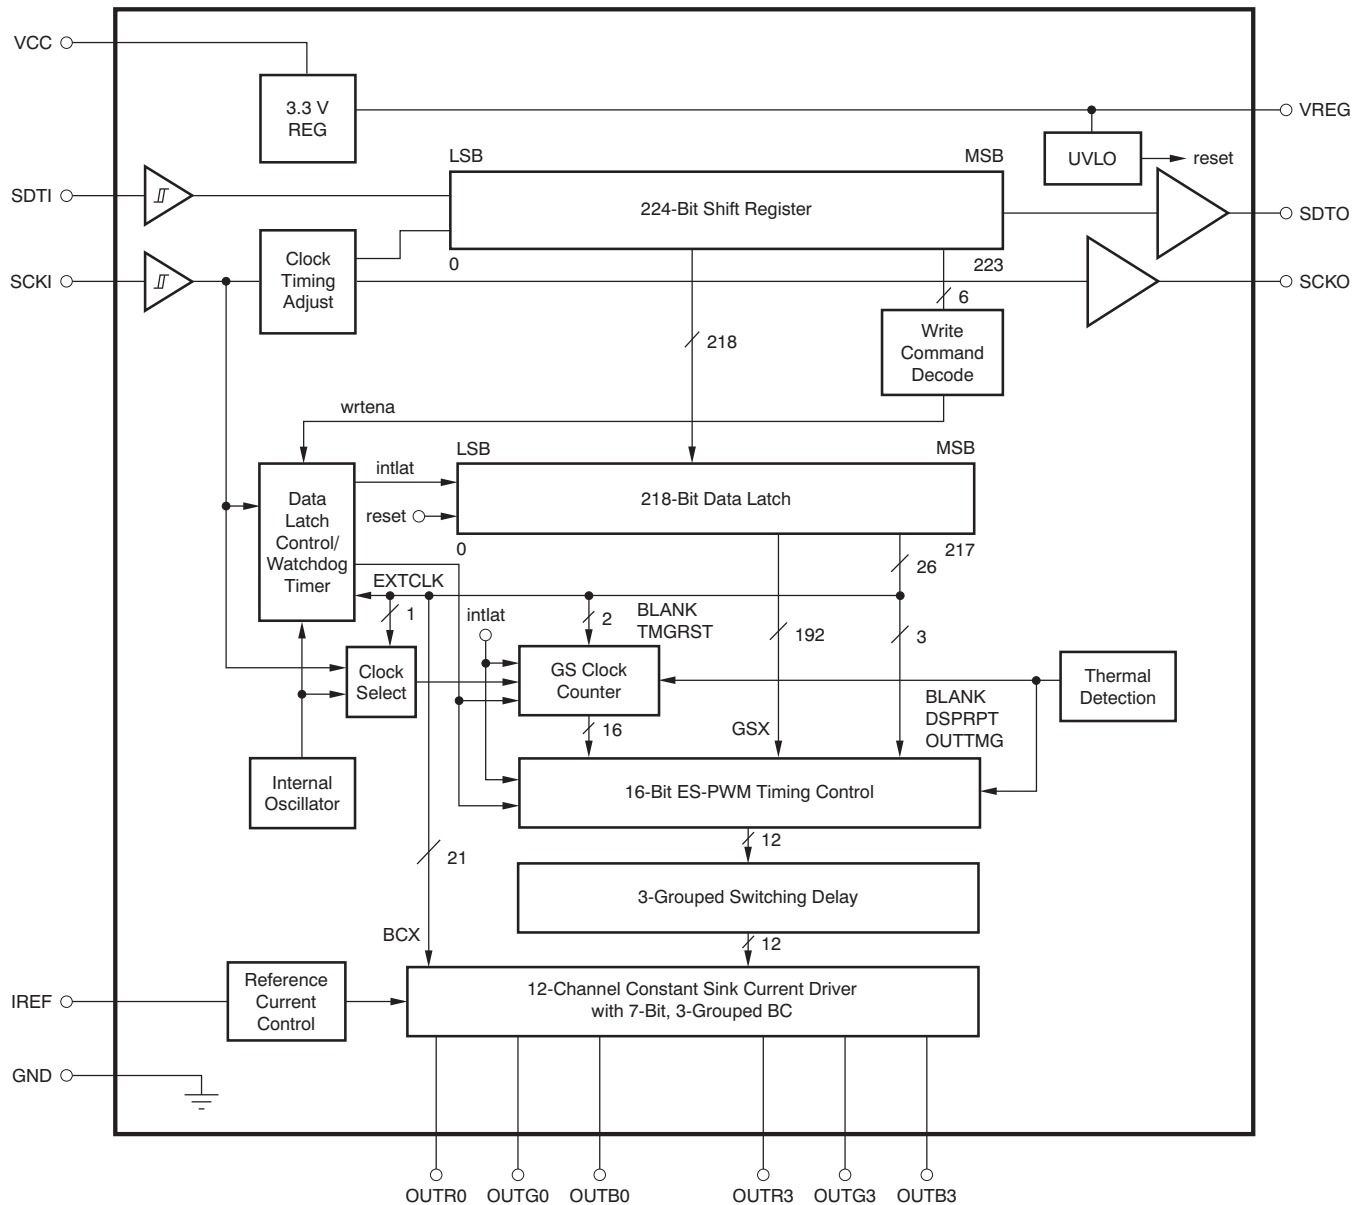 VCC
3.3 V
REG
VREG
UVLO
reset
LSB
MSB
SDTI
224-Bit Shift Register
SDTO
0
223
SCKI
Clock
Timing
Adjust
SCKO
6
218
Write
Command
Decode
wrtena
LSB
MSB
intlat
reset
218-Bit Data Latch
Data
Latch
Control/
Watchdog
Timer
0
217
26
EXTCLK
1
intlat
2
BLANK
TMGRST
192
3
Clock
Select
GS Clock
Counter
Thermal
Detection
16
GSX
BLANK
DSPRPT
OUTTMG
Internal
Oscillator
16-Bit ES-PWM Timing Control
12
21
3-Grouped Switching Delay
BCX
12
IREF
Reference
Current
Control
12-Channel Constant Sink Current Driver
with 7-Bit, 3-Grouped BC
GND
OUTR0
OUTG0
OUTB0
OUTR3
OUTG3
OUTB3